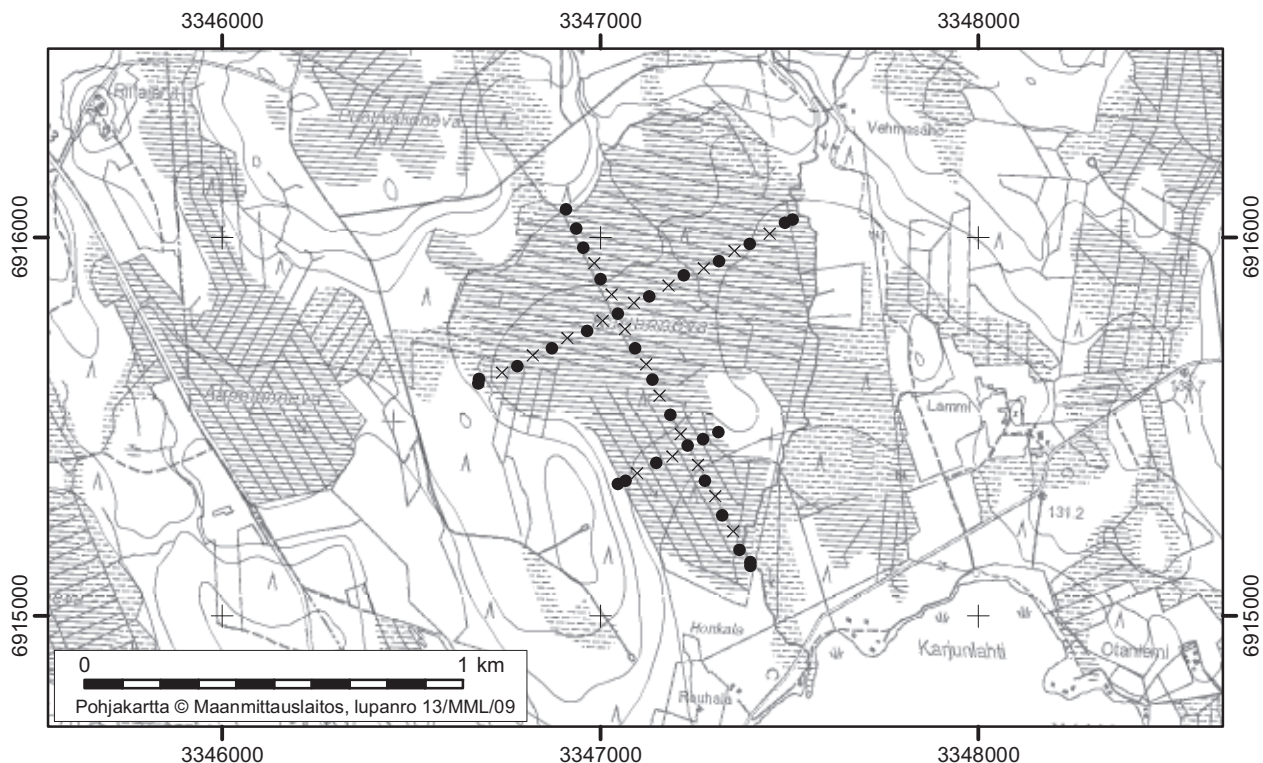 3346000 3347000 3348000
Vehmasaho
6916000 6916000
Lammi
131.2
6915000 6915000
Honkala
Karjunlahti
Otaniemi
Rauhala
0 1 km
Pohjakartta © Maanmittauslaitos, lupanro 13/MML/09
3346000 3347000 3348000